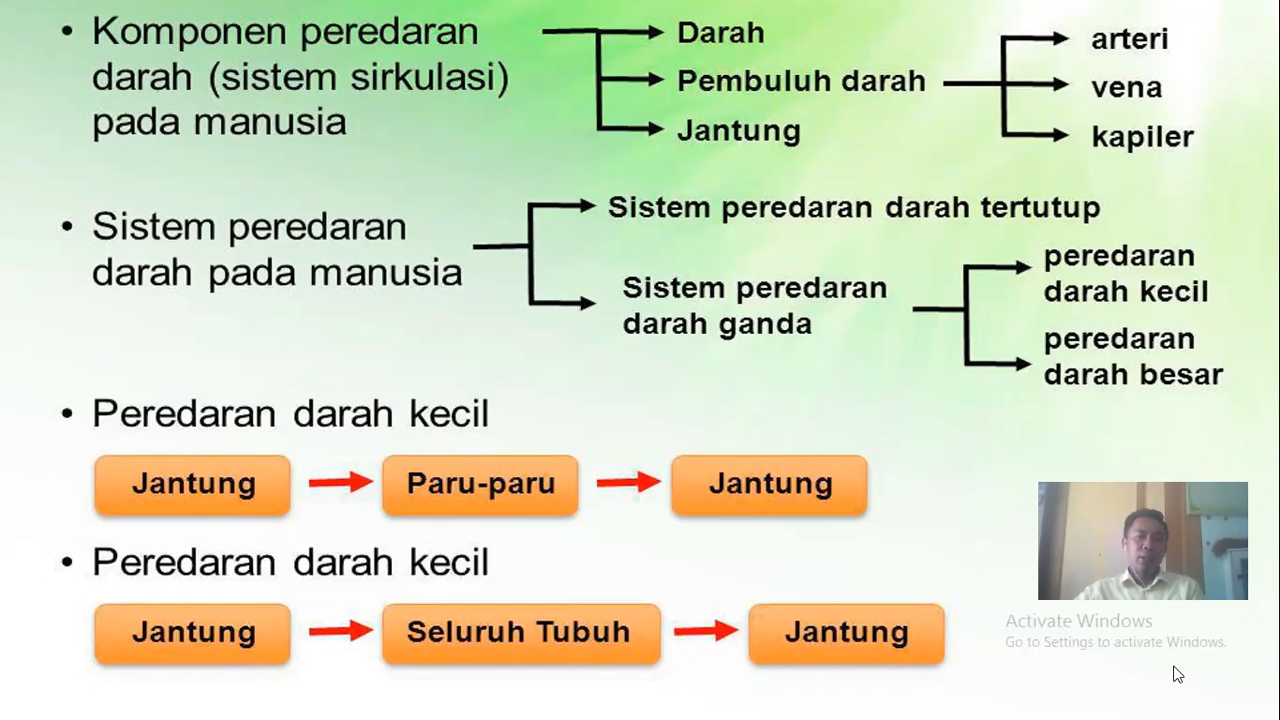 • Komponen peredaran
darah (sistem sirkulasi)
pada manusia
Darah
Pembuluh darah
Jantung
arteri
vena
kapiler
• Sistem peredaran
darah pada manusia
Sistem peredaran darah tertutup
Sistem peredaran
darah ganda
peredaran
darah kecil
peredaran
darah besar
• Peredaran darah kecil
Jantung
Paru-paru
Jantung
• Peredaran darah kecil
Jantung
Seluruh Tubuh
Jantung
Activate Windows
Go to Settings to activate Windows.